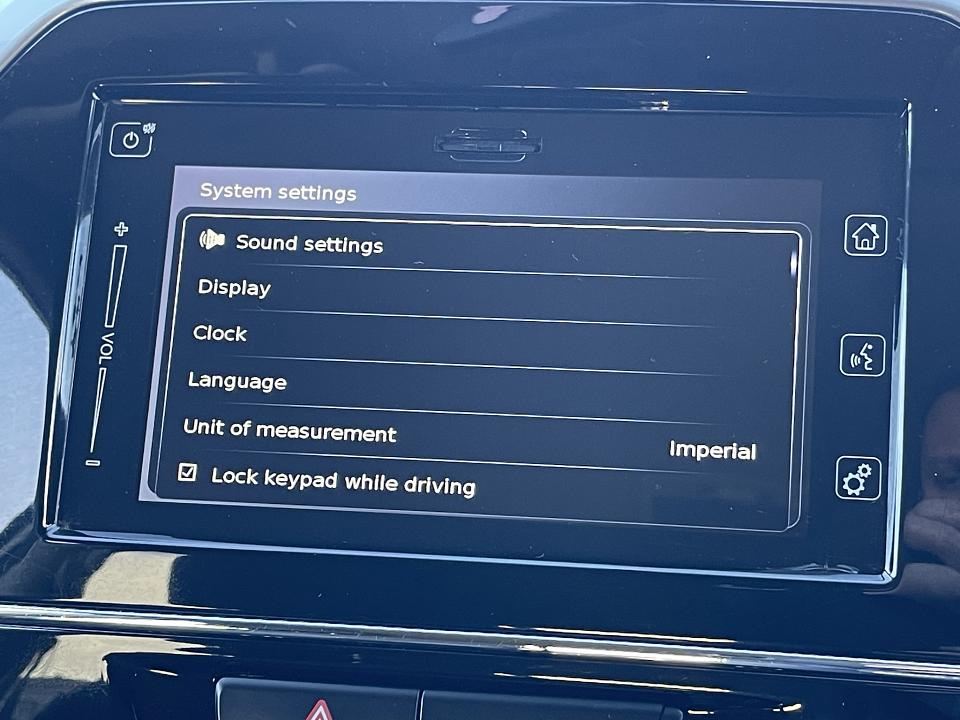 System settings
Sound settings
Display
Clock
Language
Unit of measurement
Imperial
Lock keypad while driving
VOL